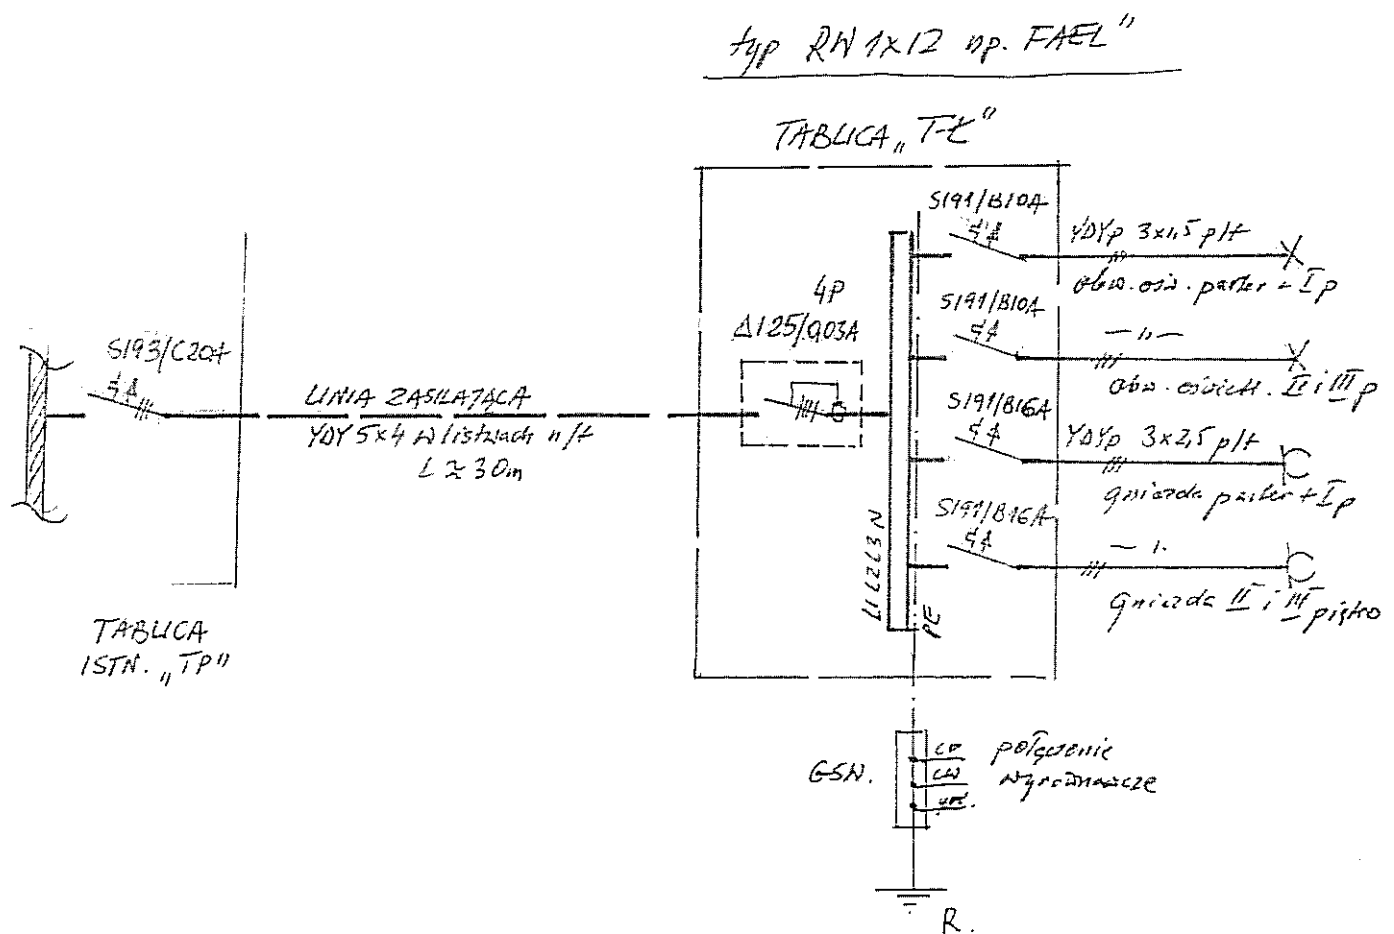 typ RW 1x12 np. FAEL"
TABLICA „T-Ł"
S191/B10A
YDYp 3x1,5 p/t
obw. ośw. parter + I p
4P
Δ125/0,03A
S191/B10A
— „ —
obw. oświetl. II i III p
S193/C20A
LINIA ZASILAJĄCA
YDY 5x4 w listwach n/t
L ≈ 30m
S191/B16A
YDYp 3x2,5 p/t
gniazda parter + I p
S191/B16A
— „
gniazda II i III piętro
L1 L2 L3 N
PE
TABLICA
ISTN. „TP"
GSW.
CO
CW
połączenie
wyrównawcze
R.